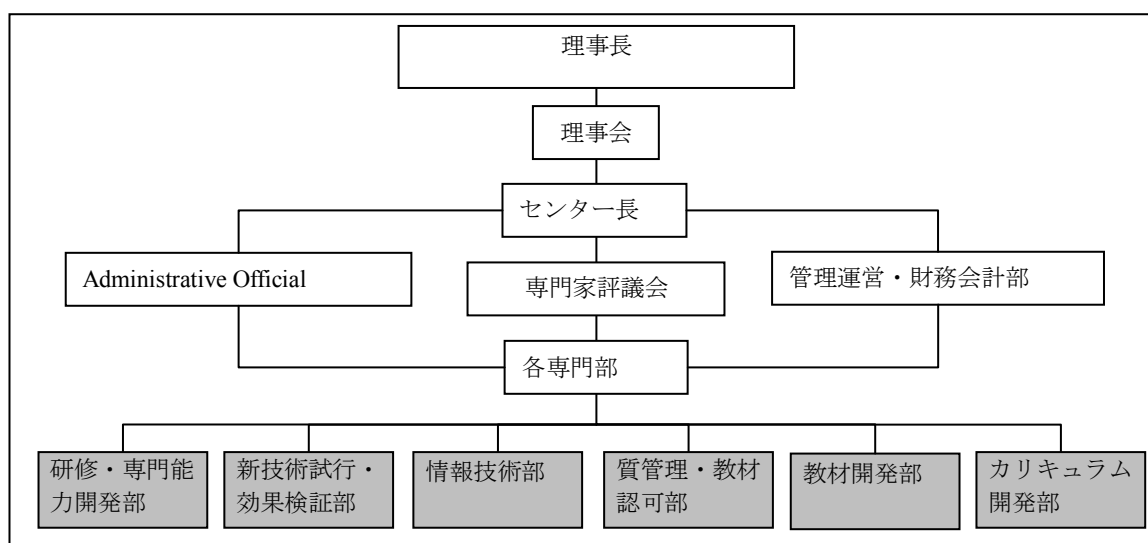 理事長
理事会
センター長
Administrative Official
専門家評議会
管理運営・財務会計部
各専門部
研修・専門能
力開発部
新技術試行・
効果検証部
情報技術部
質管理・教材
認可部
教材開発部
カリキュラム
開発部